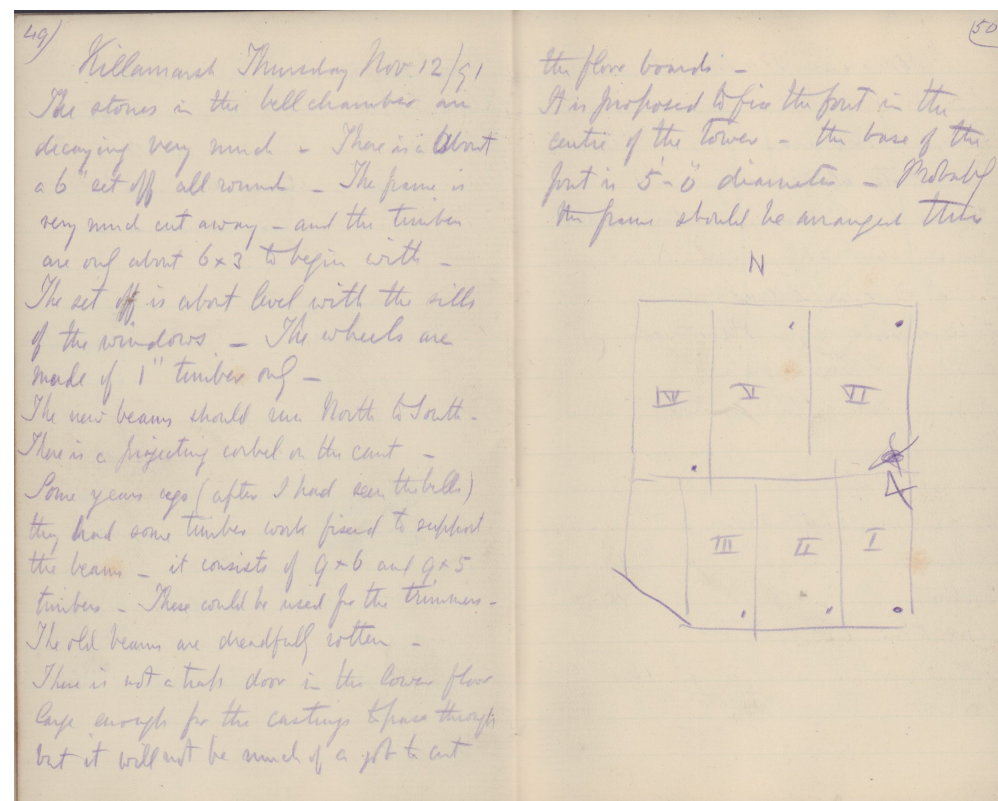 49)
Killamarsh Thursday Nov. 12/91
The stones in the bell chamber are
decaying very much - There is a about
a 6" set off all round - The frame is
very much cut away - and the timber
are only about 6 x 3 to begin with -
The set off is about level with the sills
of the windows - The wheels are
made of 1" timber only -
The new beams should run North to South -
There is a projecting corbel on the east -
Some years ago (after I had seen the bells)
they had some timber work fixed to support
the beams - it consists of 9 x 6 and 9 x 5
timbers - These could be used for the trimmers -
The old beams are dreadfully rotten -
There is not a trap door in the lower floor
large enough for the castings to pass through
but it will not be much of a job to cut
50
the floor boards -
It is proposed to fix the font in the
centre of the tower - the base of the
font is 5'-0" diameter - Probably
the frame should be arranged thus
N
IV V VI
III II I